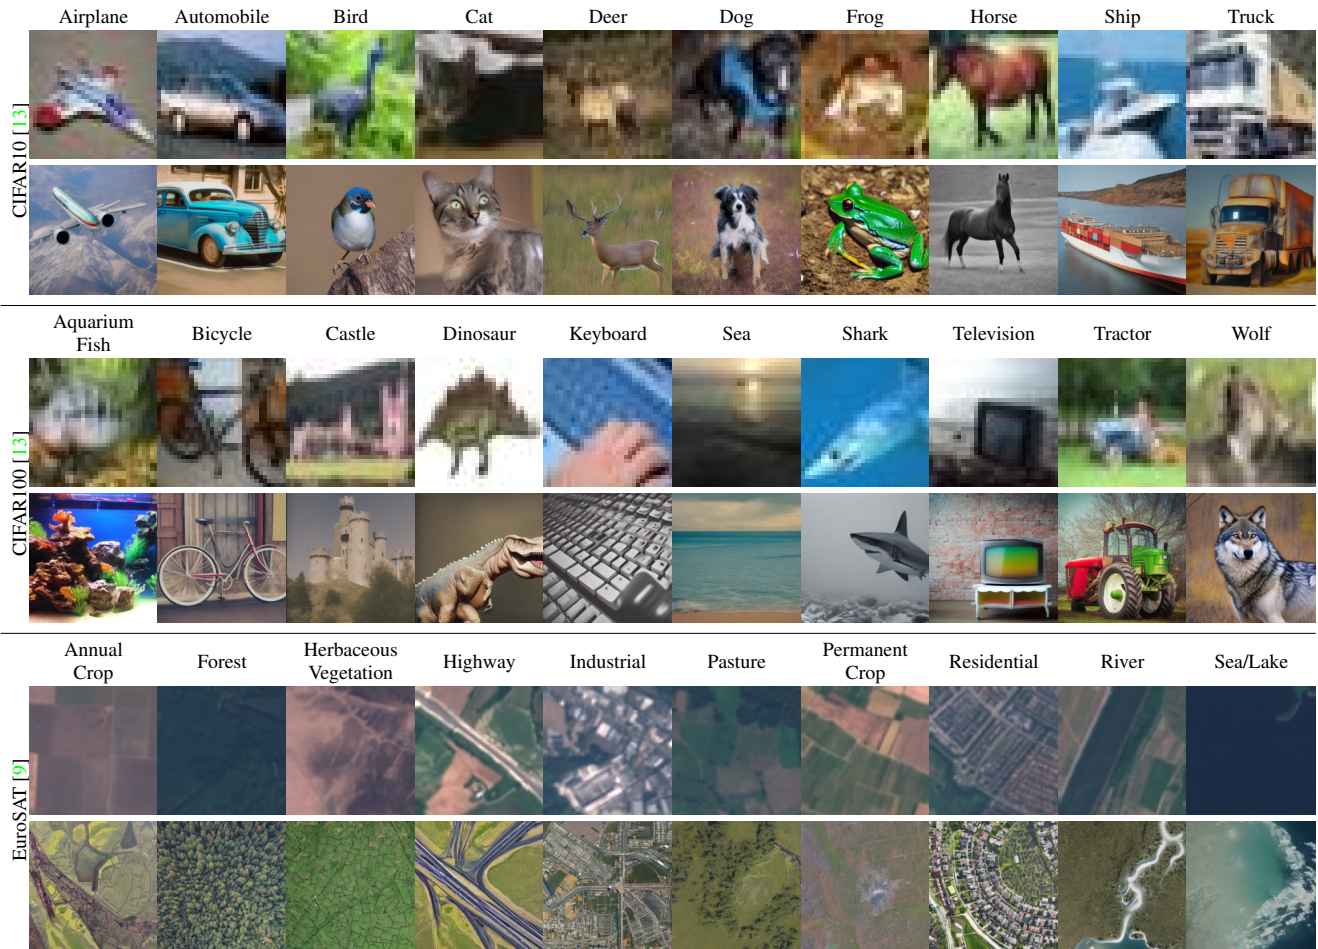 Airplane Automobile Bird Cat Deer Dog Frog Horse Ship Truck
CIFAR10 [13]
Aquarium Fish Bicycle Castle Dinosaur Keyboard Sea Shark Television Tractor Wolf
CIFAR100 [13]
Annual Crop Forest Herbaceous Vegetation Highway Industrial Pasture Permanent Crop Residential River Sea/Lake
EuroSAT [9]